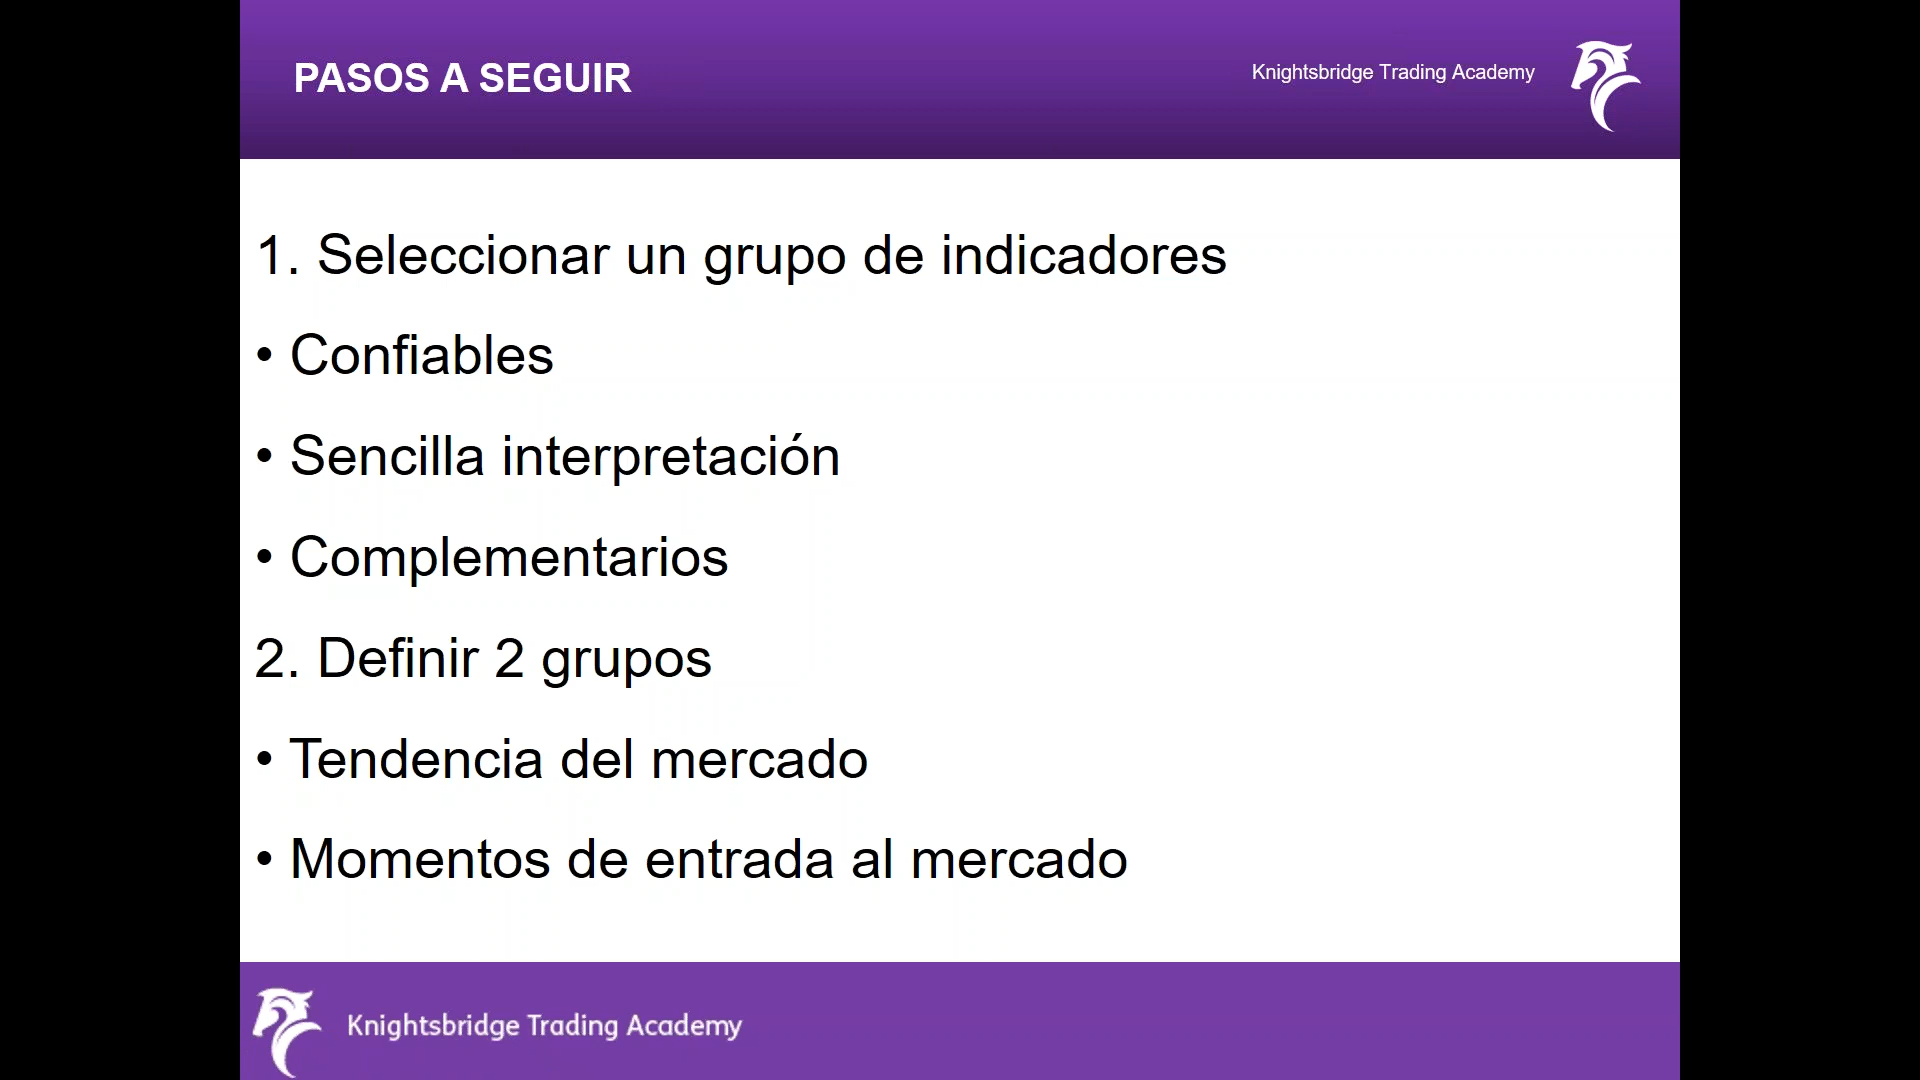 PASOS A SEGUIR
Knightsbridge Trading Academy
1. Seleccionar un grupo de indicadores
• Confiables
• Sencilla interpretación
• Complementarios
2. Definir 2 grupos
• Tendencia del mercado
• Momentos de entrada al mercado
Knightsbridge Trading Academy